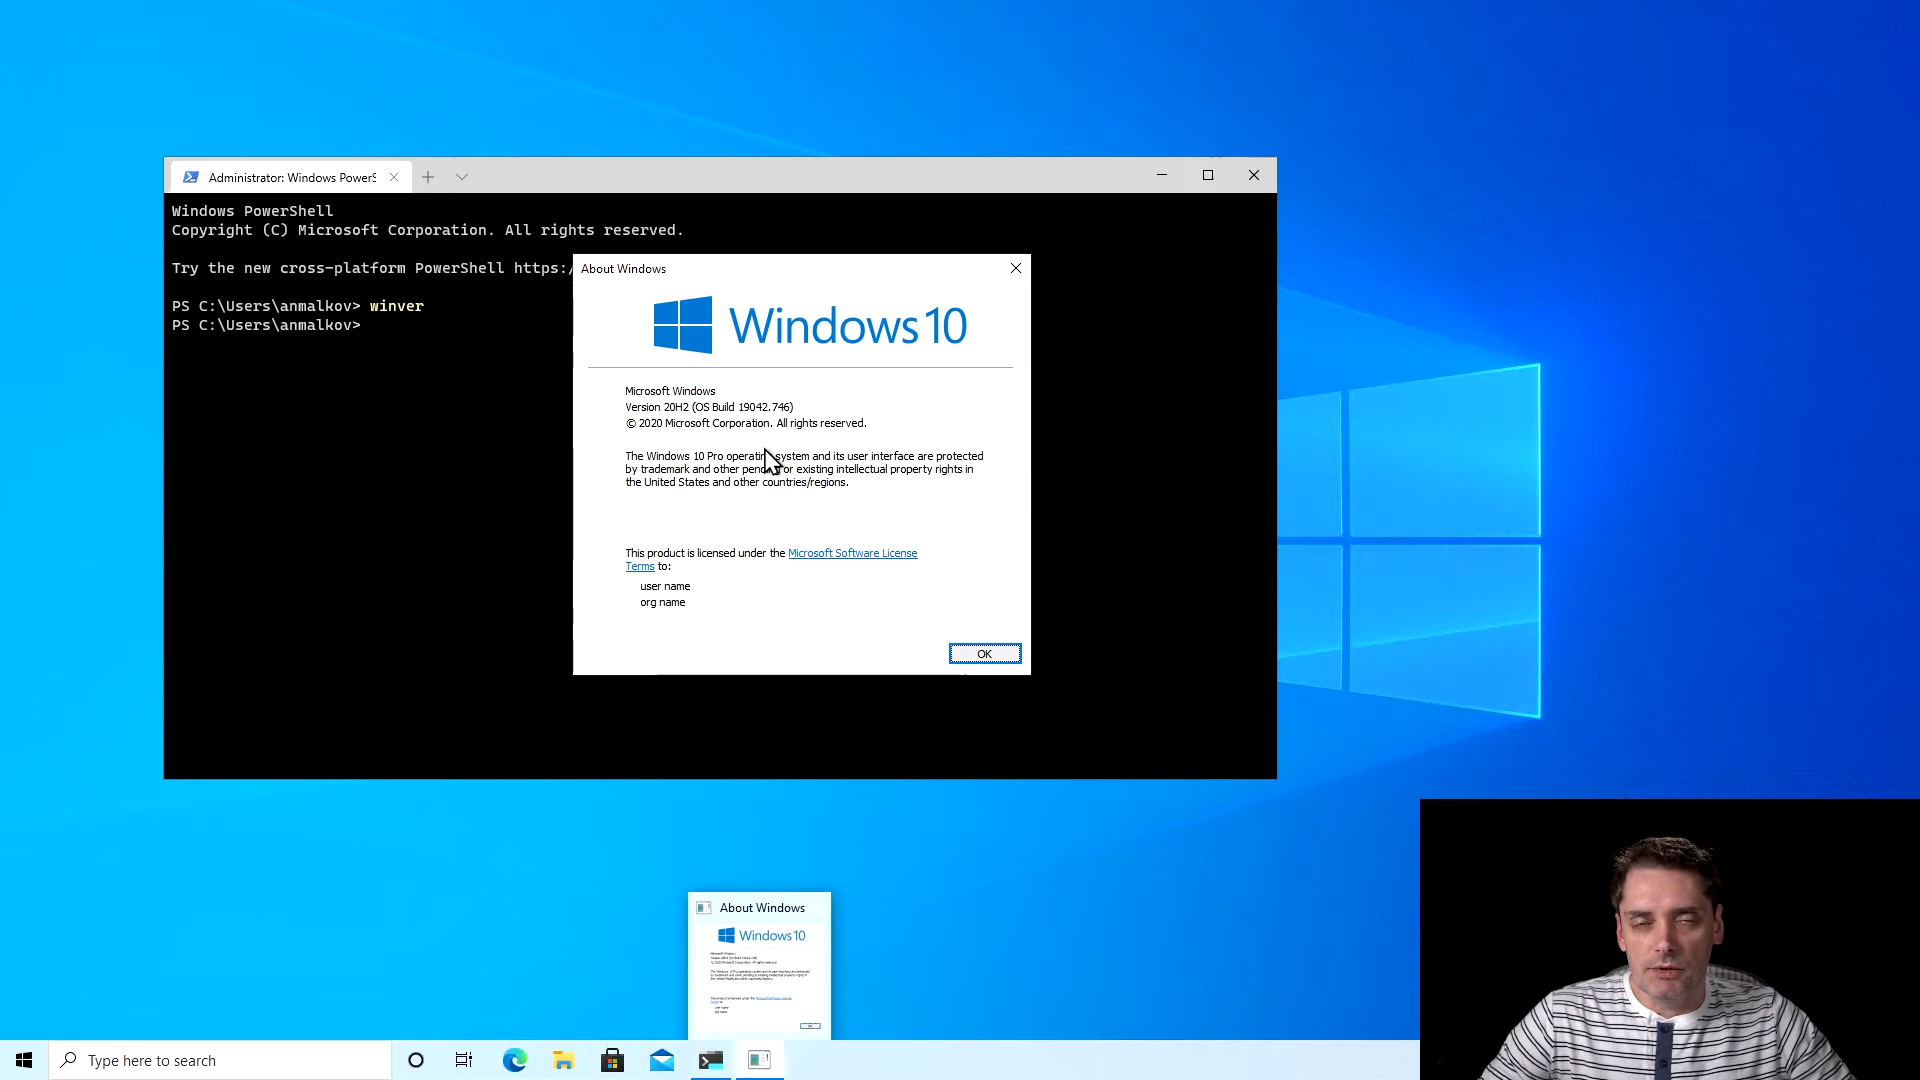 Administrator: Windows PowerS
Windows PowerShell
Copyright (C) Microsoft Corporation. All rights reserved.
Try the new cross-platform PowerShell https:/
PS C:\Users\anmalkov> winver
PS C:\Users\anmalkov>
About Windows
Windows 10
Microsoft Windows
Version 20H2 (OS Build 19042.746)
© 2020 Microsoft Corporation. All rights reserved.
The Windows 10 Pro operating system and its user interface are protected
by trademark and other pending or existing intellectual property rights in
the United States and other countries/regions.
This product is licensed under the Microsoft Software License
Terms to:
user name
org name
OK
About Windows
Windows 10
Type here to search